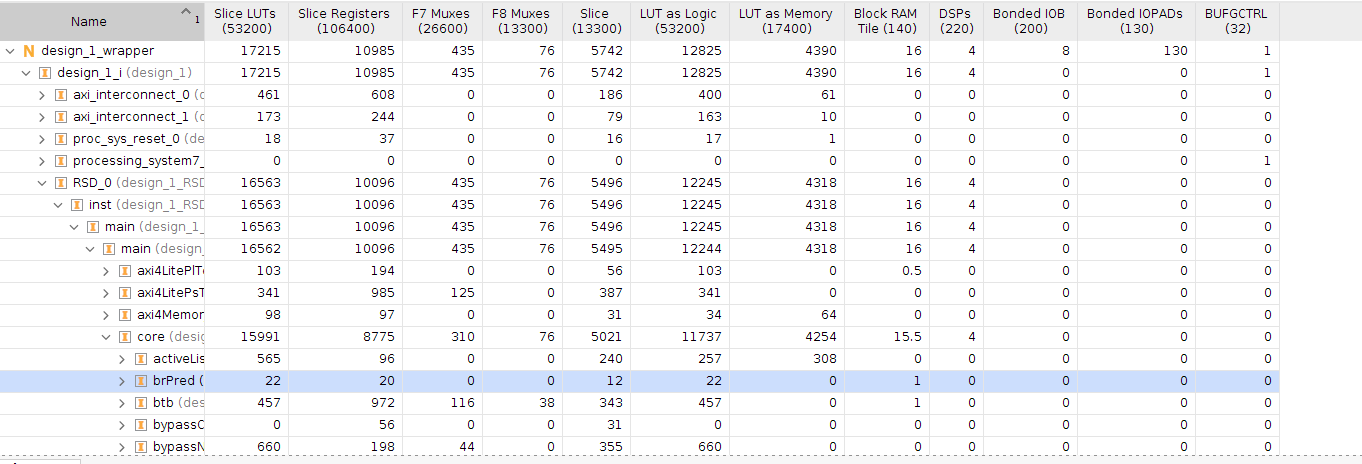 Name 1 Slice LUTs (53200) Slice Registers (106400) F7 Muxes (26600) F8 Muxes (13300) Slice (13300) LUT as Logic (53200) LUT as Memory (17400) Block RAM Tile (140) DSPs (220) Bonded IOB (200) Bonded IOPADs (130) BUFGCTRL (32)
N design_1_wrapper 17215 10985 435 76 5742 12825 4390 16 4 8 130 1
design_1_i (design_1) 17215 10985 435 76 5742 12825 4390 16 4 0 0 1
axi_interconnect_0 (d 461 608 0 0 186 400 61 0 0 0 0 0
axi_interconnect_1 (d 173 244 0 0 79 163 10 0 0 0 0 0
proc_sys_reset_0 (de 18 37 0 0 16 17 1 0 0 0 0 0
processing_system7_ 0 0 0 0 0 0 0 0 0 0 0 1
RSD_0 (design_1_RSD 16563 10096 435 76 5496 12245 4318 16 4 0 0 0
inst (design_1_RSD 16563 10096 435 76 5496 12245 4318 16 4 0 0 0
main (design_1_ 16563 10096 435 76 5496 12245 4318 16 4 0 0 0
main (design_ 16562 10096 435 76 5495 12244 4318 16 4 0 0 0
axi4LitePlTo 103 194 0 0 56 103 0 0.5 0 0 0 0
axi4LitePsT 341 985 125 0 387 341 0 0 0 0 0 0
axi4Memor 98 97 0 0 31 34 64 0 0 0 0 0
core (desig 15991 8775 310 76 5021 11737 4254 15.5 4 0 0 0
activeLis 565 96 0 0 240 257 308 0 0 0 0 0
brPred ( 22 20 0 0 12 22 0 1 0 0 0 0
btb (des 457 972 116 38 343 457 0 1 0 0 0 0
bypassC 0 56 0 0 31 0 0 0 0 0 0 0
bypassN 660 198 44 0 355 660 0 0 0 0 0 0